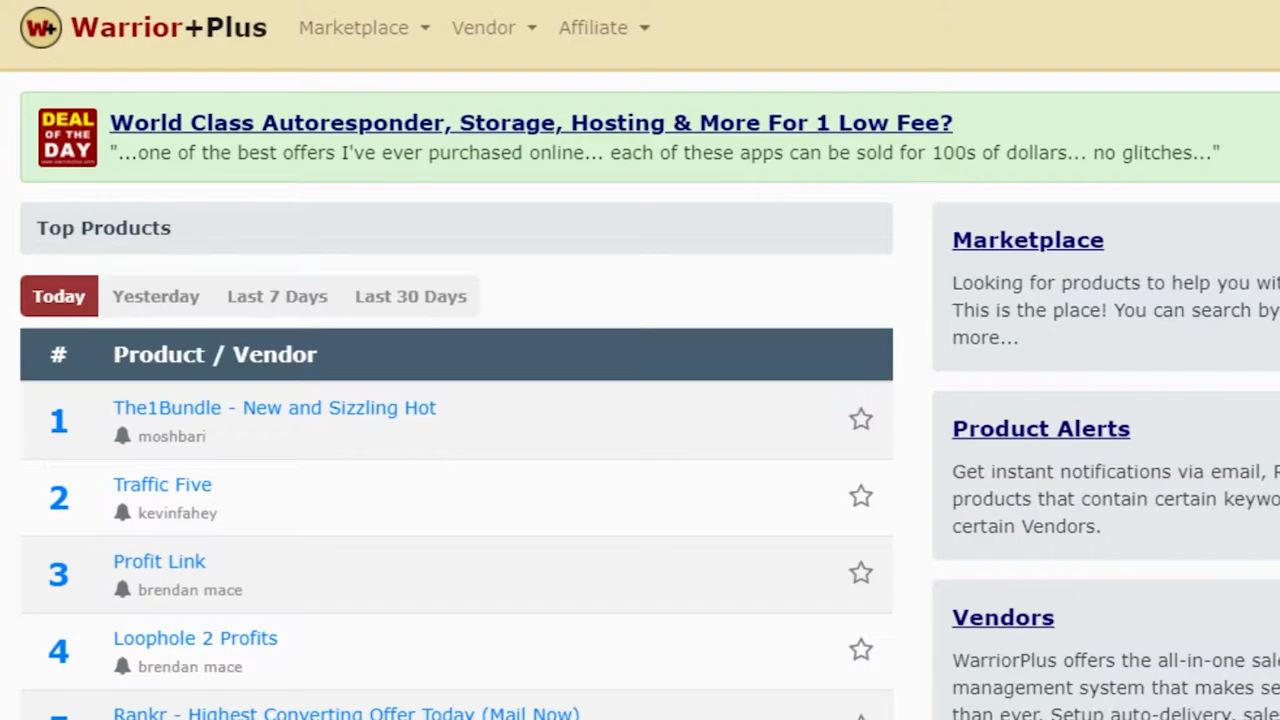 W+ Warrior+Plus Marketplace Vendor Affiliate
DEAL
OF THE
DAY
World Class Autoresponder, Storage, Hosting & More For 1 Low Fee?
"...one of the best offers I've ever purchased online... each of these apps can be sold for 100s of dollars... no glitches..."
Top Products
Today Yesterday Last 7 Days Last 30 Days
# Product / Vendor
1 The1Bundle - New and Sizzling Hot
moshbari
2 Traffic Five
kevinfahey
3 Profit Link
brendan mace
4 Loophole 2 Profits
brendan mace
Rankr - Highest Converting Offer Today (Mail Now)
Marketplace
Looking for products to help you wit
This is the place! You can search by
more...
Product Alerts
Get instant notifications via email, R
products that contain certain keywo
certain Vendors.
Vendors
WarriorPlus offers the all-in-one sale
management system that makes se
than ever. Setup auto-delivery, sale